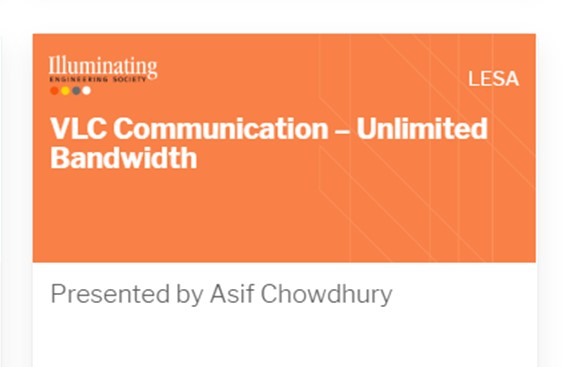 Illuminating
ENGINEERING SOCIETY
LESA
VLC Communication – Unlimited
Bandwidth
Presented by Asif Chowdhury